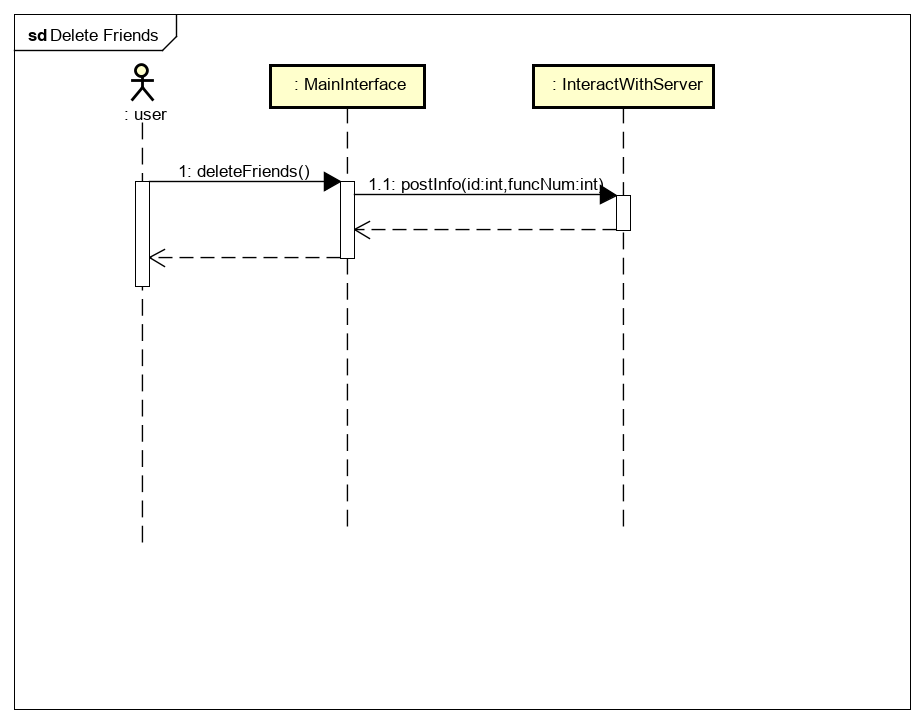 sd Delete Friends
: user
: MainInterface
: InteractWithServer
1: deleteFriends()
1.1: postInfo(id:int,funcNum:int)